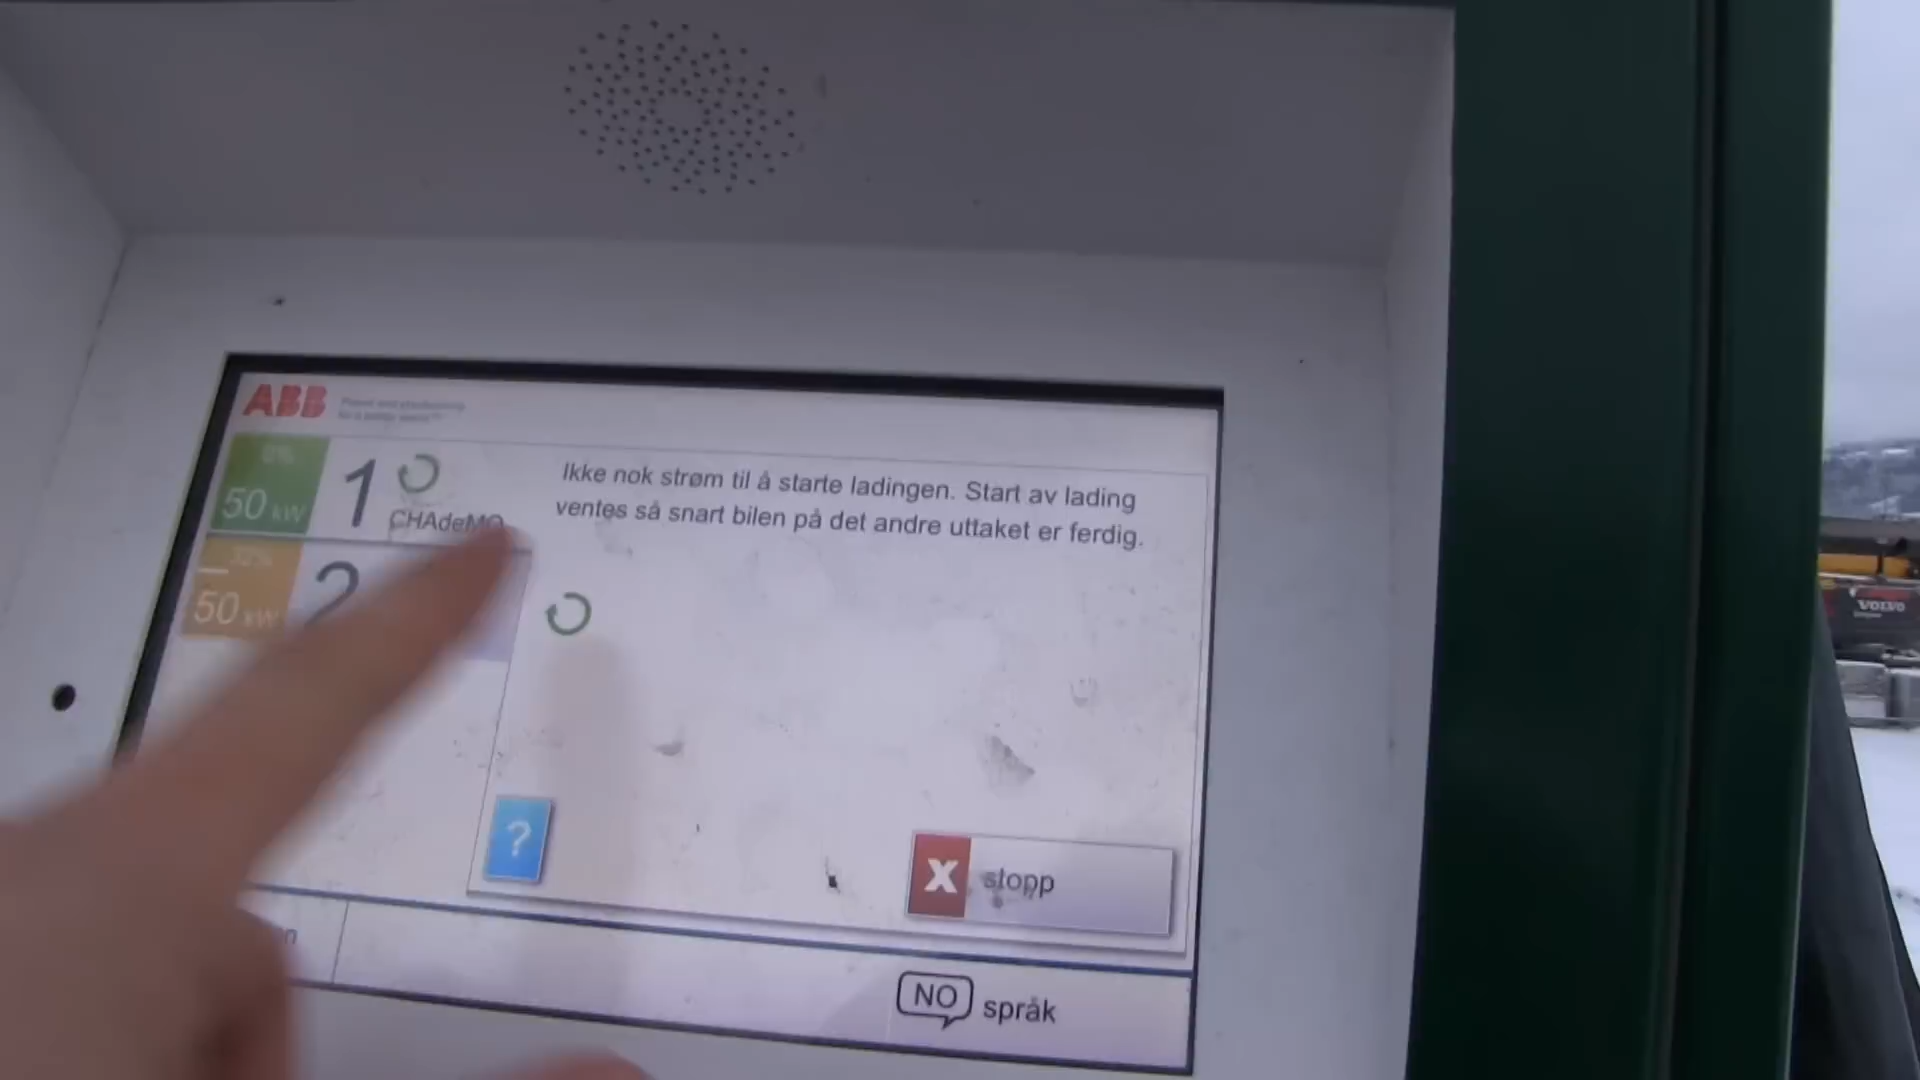 ABB
50 kW
1
CHAdeMO
Ikke nok strøm til å starte ladingen. Start av lading
ventes så snart bilen på det andre uttaket er ferdig.
50 kW
2
?
X stopp
NO språk
VOLVO